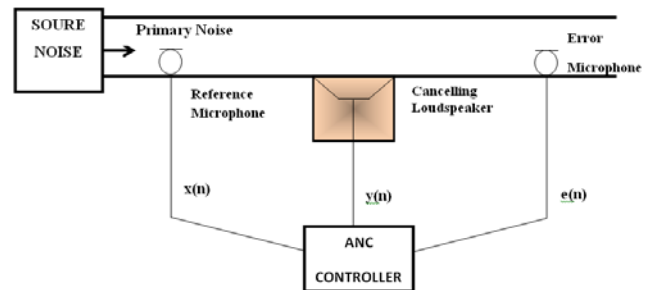 SOURE
NOISE
Primary Noise
Error
Microphone
Reference
Microphone
Cancelling
Loudspeaker
x(n)
y(n)
e(n)
ANC
CONTROLLER